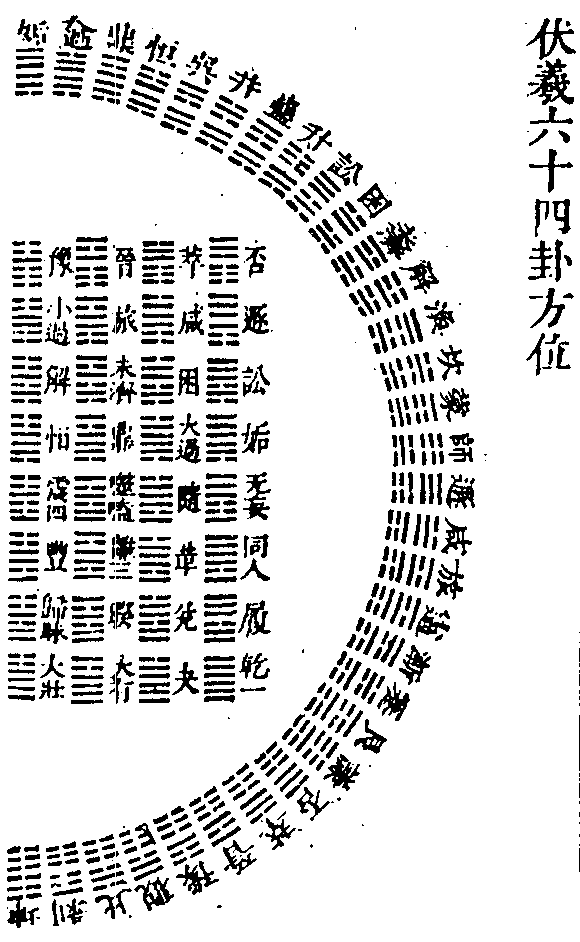 伏羲六十四卦方位
姤 大過 鼎 恒 巽 井 蠱 升 訟 困 未濟 解 渙 坎 蒙 師 遯 咸 旅 小過 漸 蹇 艮 謙 否 萃 晉 豫 觀 比 剝 坤
否 遯 訟 姤 无妄 同人 履 乾一
萃 咸 困 大過 隨 革 兌 夬
晉 旅 未濟 鼎 噬嗑 離三 睽 大有
豫 小過 解 恒 震四 豐 歸妹 大壯